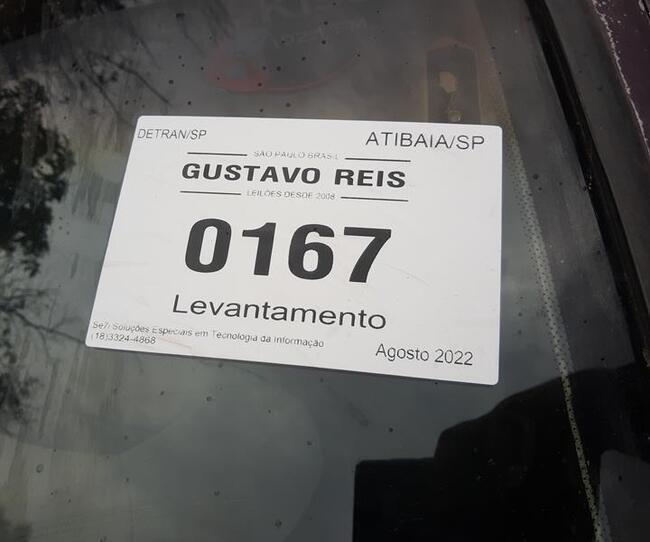 DETRAN/SP
ATIBAIA/SP
SÃO PAULO BRASIL
GUSTAVO REIS
LEILÕES DESDE 2008
0167
Levantamento
Se7i Soluções Especiais em Tecnologia da Informação
(18)3324-4868
Agosto 2022